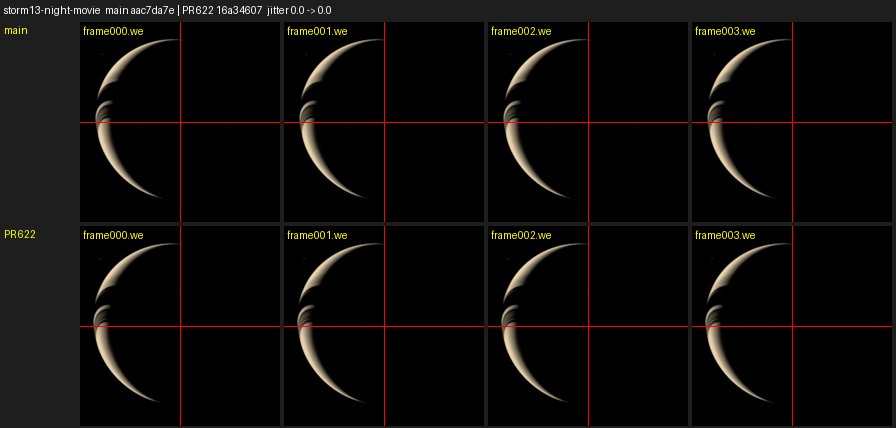 storm13-night-movie main aac7da7e | PR622 16a34607 jitter 0.0 -> 0.0
main
frame000.we
frame001.we
frame002.we
frame003.we
PR622
frame000.we
frame001.we
frame002.we
frame003.we